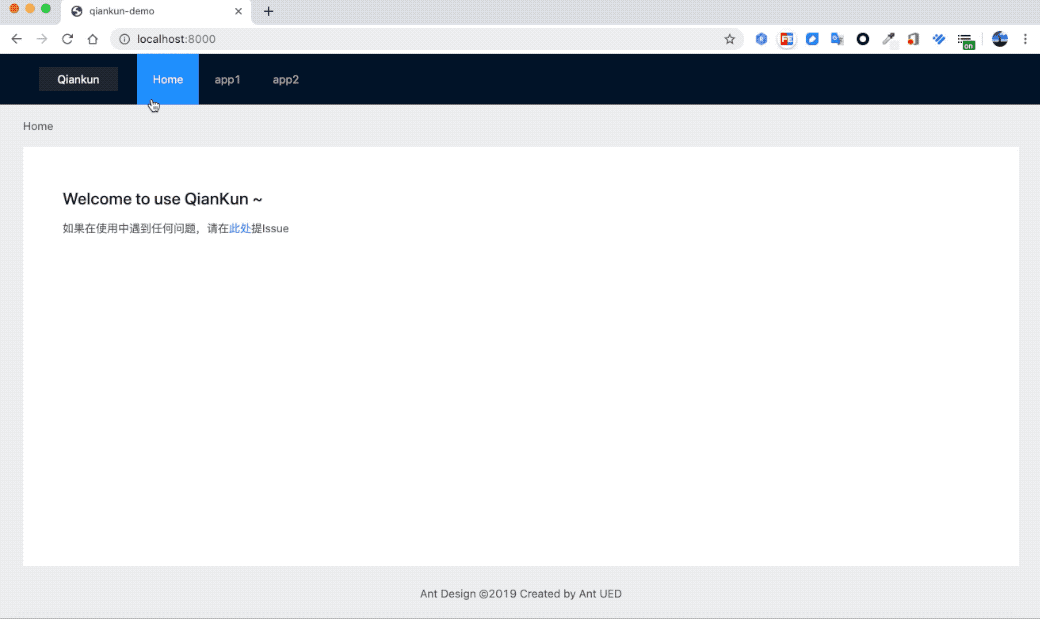 qiankun-demo
localhost:8000
on
Qiankun Home app1 app2
Home
Welcome to use QianKun ~
如果在使用中遇到任何问题，请在此处提Issue
Ant Design ©2019 Created by Ant UED